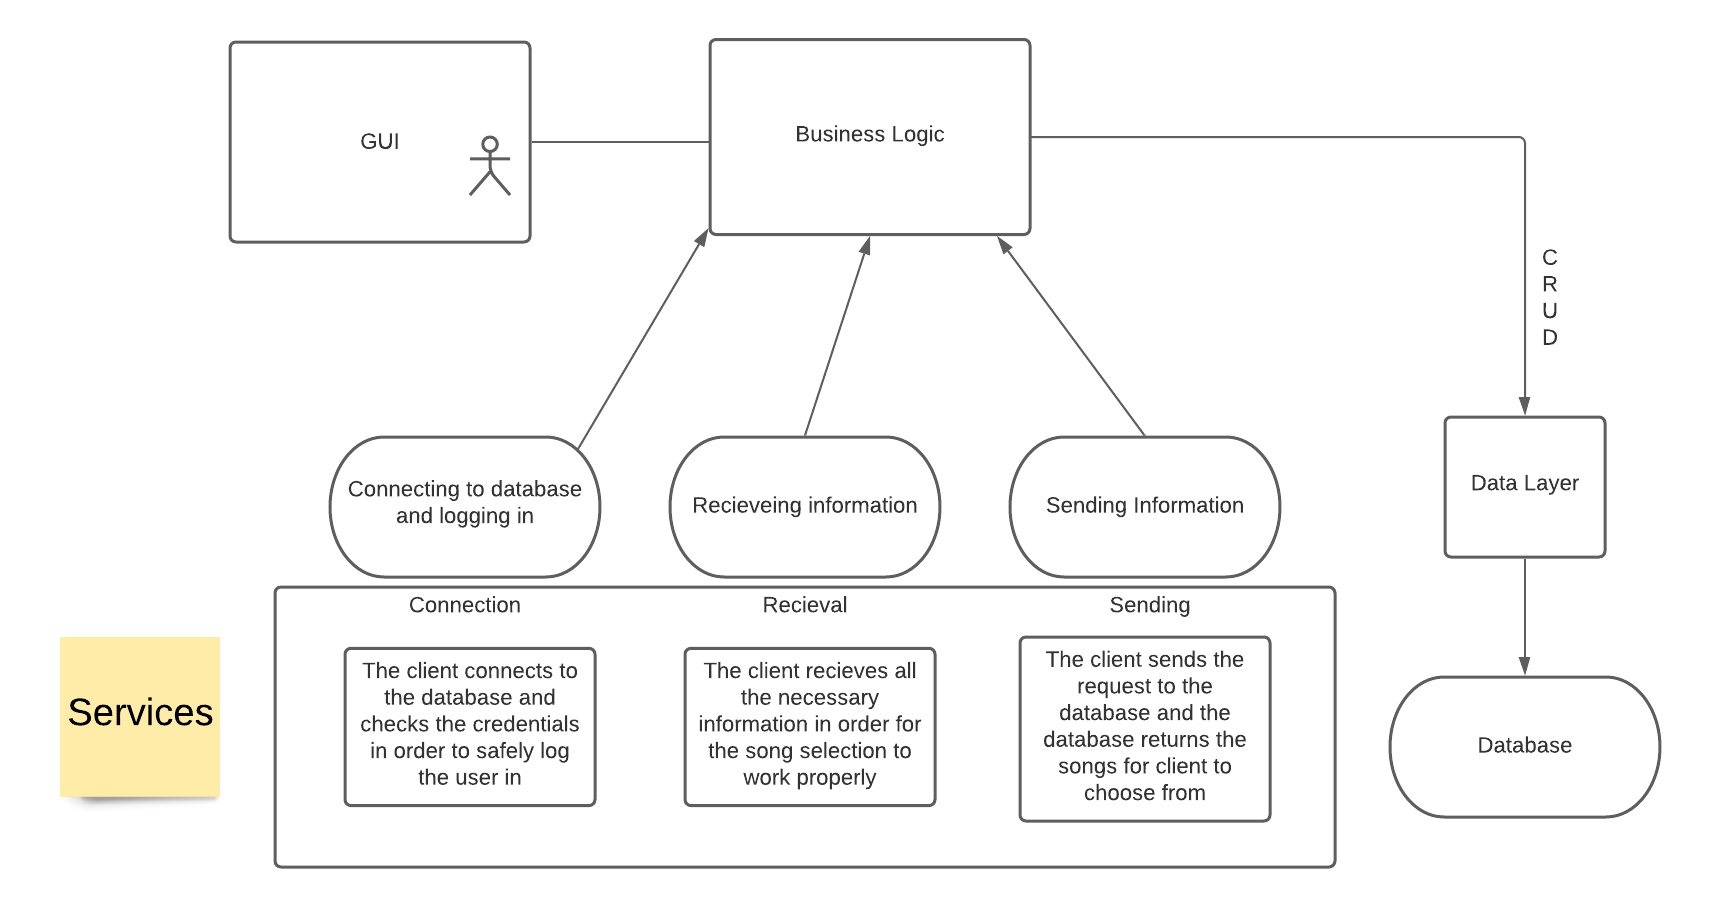 GUI
Business Logic
C
R
U
D
Connecting to database
and logging in
Recieveing information
Sending Information
Data Layer
Connection
Recieval
Sending
The client connects to
the database and
checks the credentials
in order to safely log
the user in
The client recieves all
the necessary
information in order for
the song selection to
work properly
The client sends the
request to the
database and the
database returns the
songs for client to
choose from
Services
Database